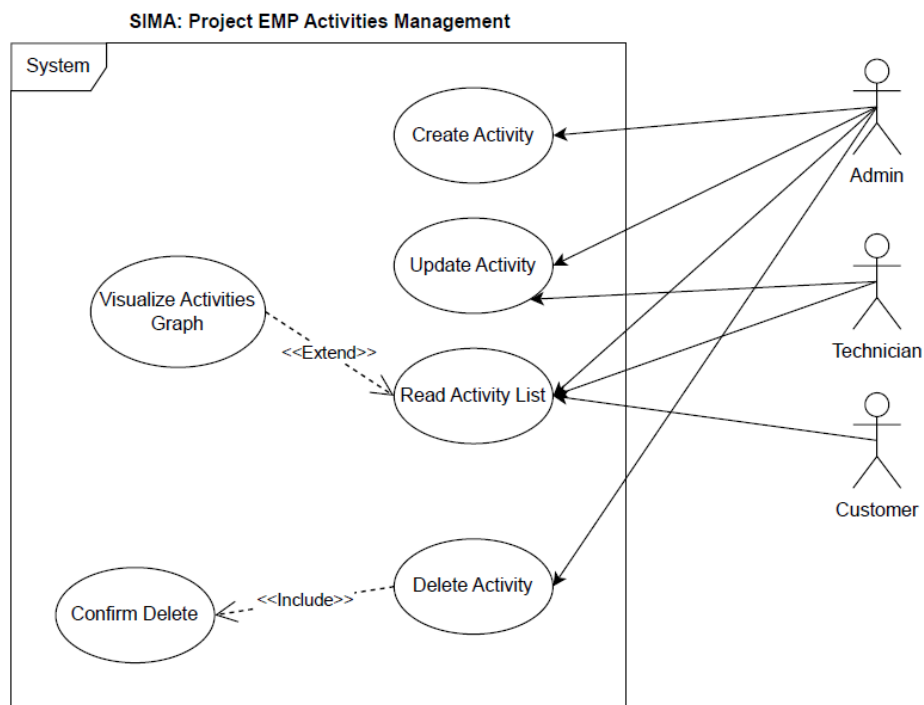 SIMA: Project EMP Activities Management
System
Create Activity
Admin
Update Activity
Visualize Activities
Graph
Technician
<<Extend>>
Read Activity List
Customer
Delete Activity
<<Include>>
Confirm Delete